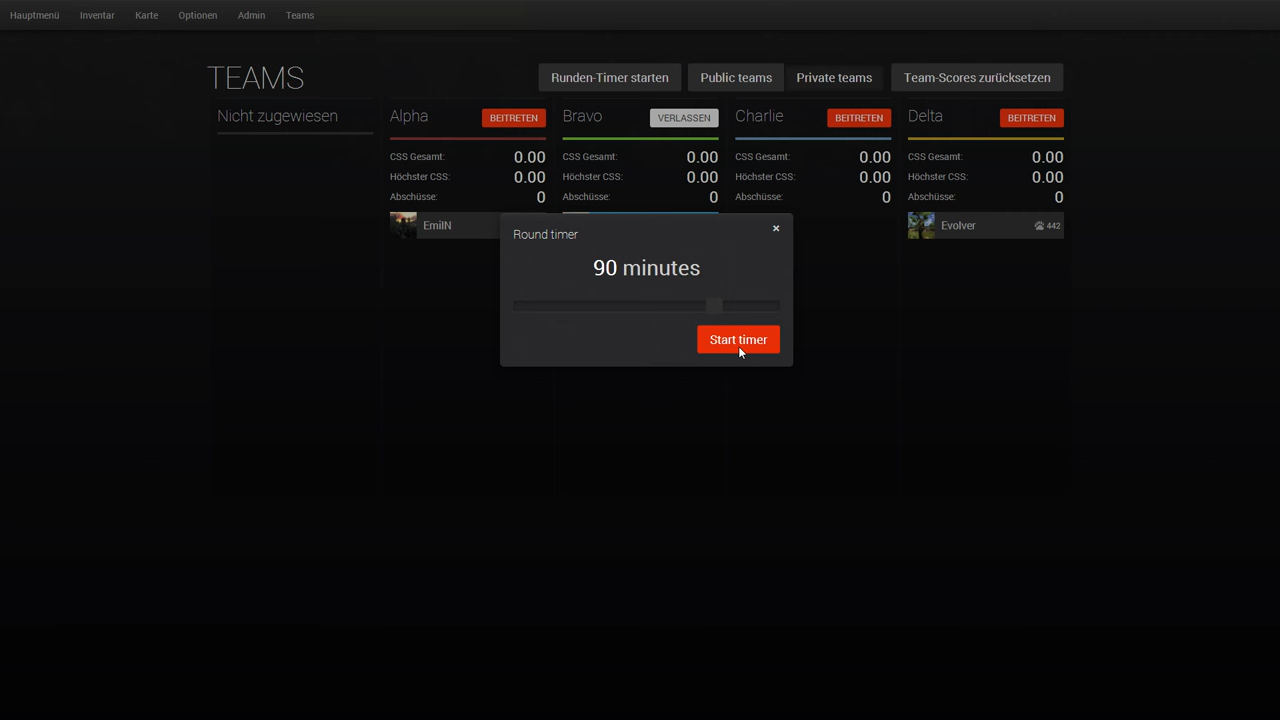 Hauptmenü Inventar Karte Optionen Admin Teams
TEAMS
Runden-Timer starten Public teams Private teams Team-Scores zurücksetzen
Nicht zugewiesen
Alpha BEITRETEN
CSS Gesamt: 0.00
Höchster CSS: 0.00
Abschüsse: 0
EmilN
Bravo VERLASSEN
CSS Gesamt: 0.00
Höchster CSS: 0.00
Abschüsse: 0
Charlie BEITRETEN
CSS Gesamt: 0.00
Höchster CSS: 0.00
Abschüsse: 0
Delta BEITRETEN
CSS Gesamt: 0.00
Höchster CSS: 0.00
Abschüsse: 0
Evolver 442
Round timer ×
90 minutes
Start timer